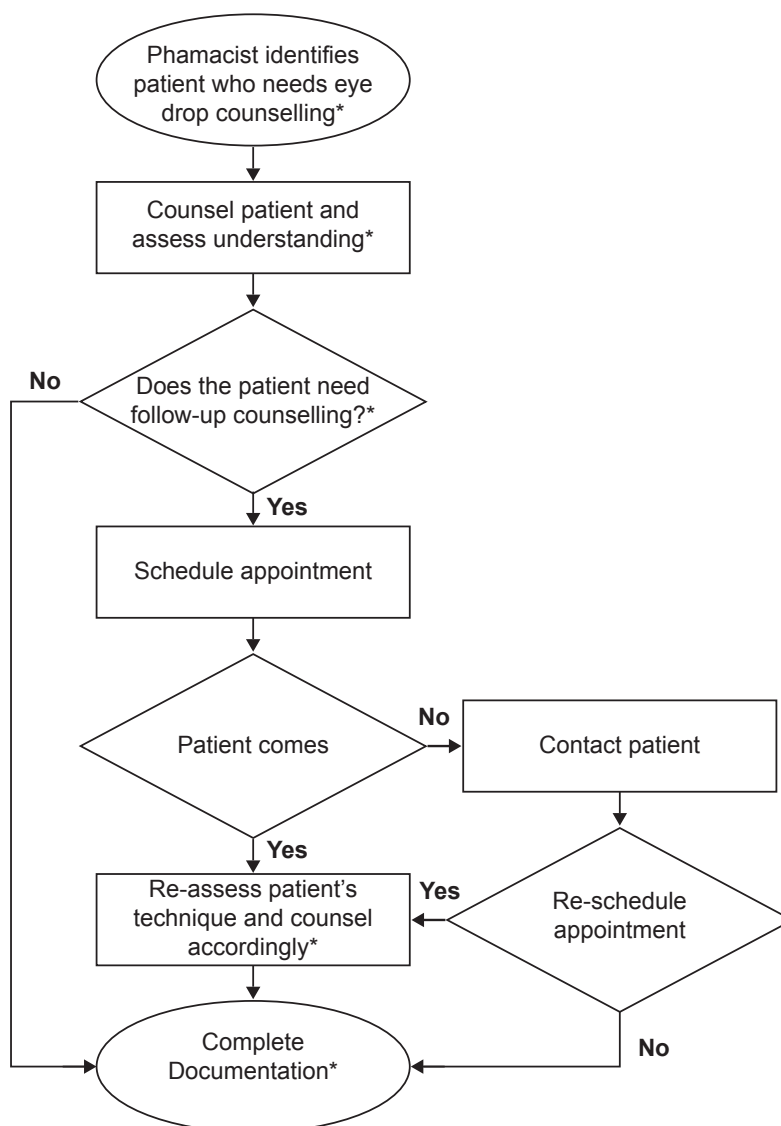 Phamacist identifies
patient who needs eye
drop counselling*
Counsel patient and
assess understanding*
No
Does the patient need
follow-up counselling?*
Yes
Schedule appointment
No
Patient comes
Contact patient
Yes
Re-assess patient’s
technique and counsel
accordingly*
Yes
Re-schedule
appointment
No
Complete
Documentation*